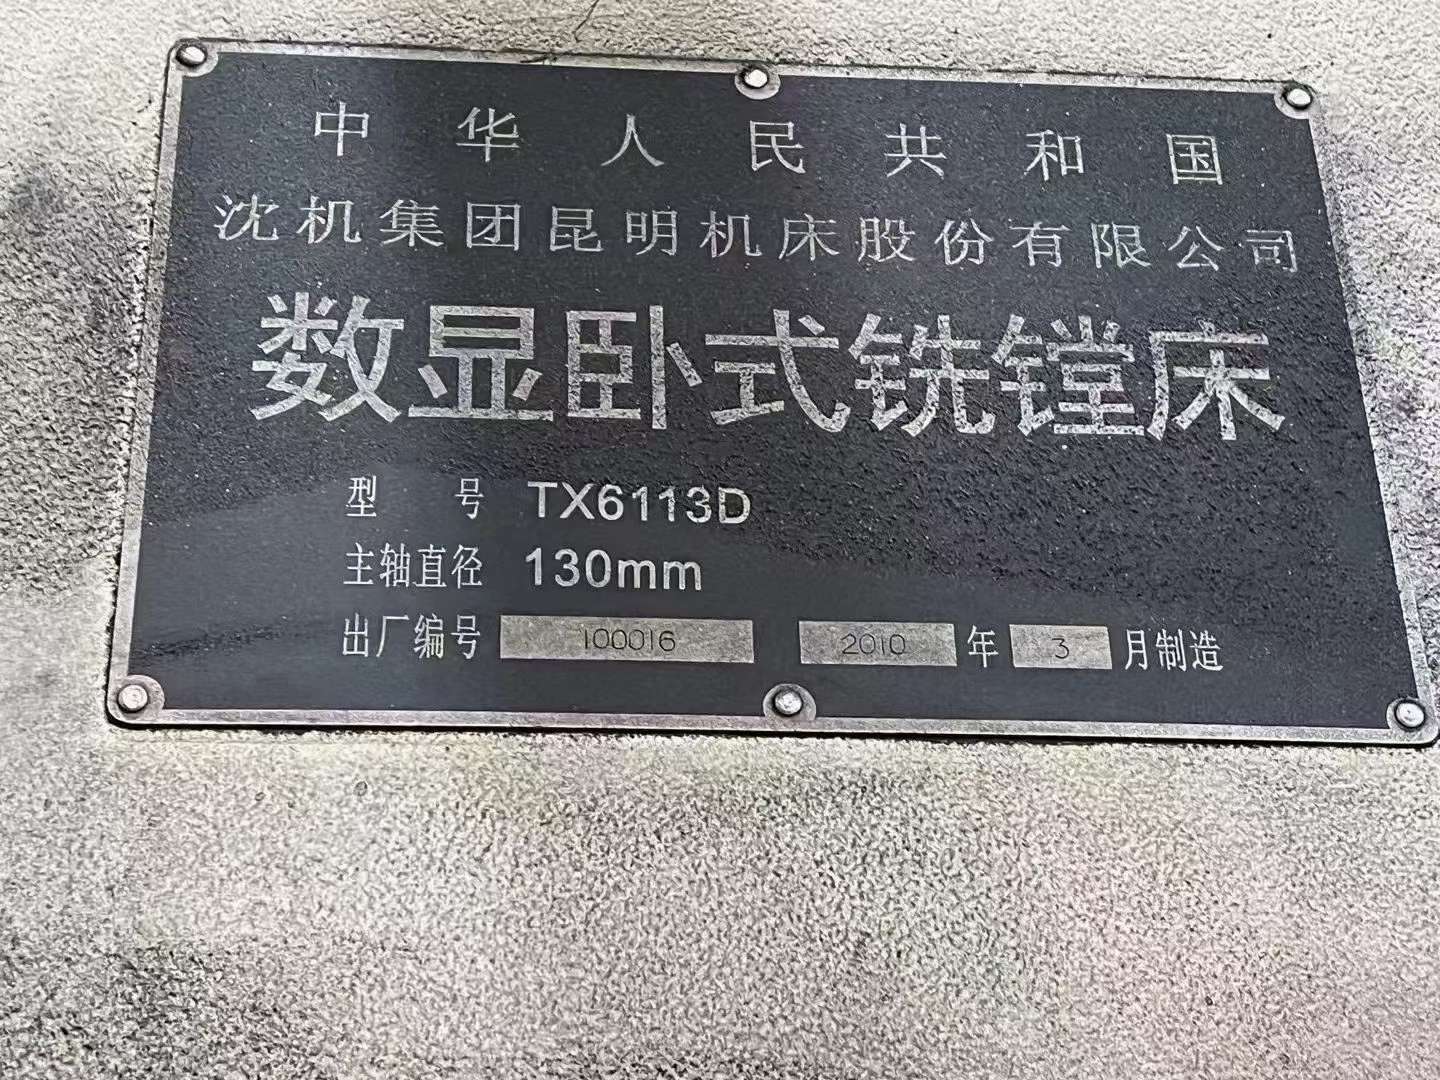 中华人民共和国
沈机集团昆明机床股份有限公司
数显卧式铣镗床
型号 TX6113D
主轴直径 130mm
出厂编号 100016 2010 年 3 月制造